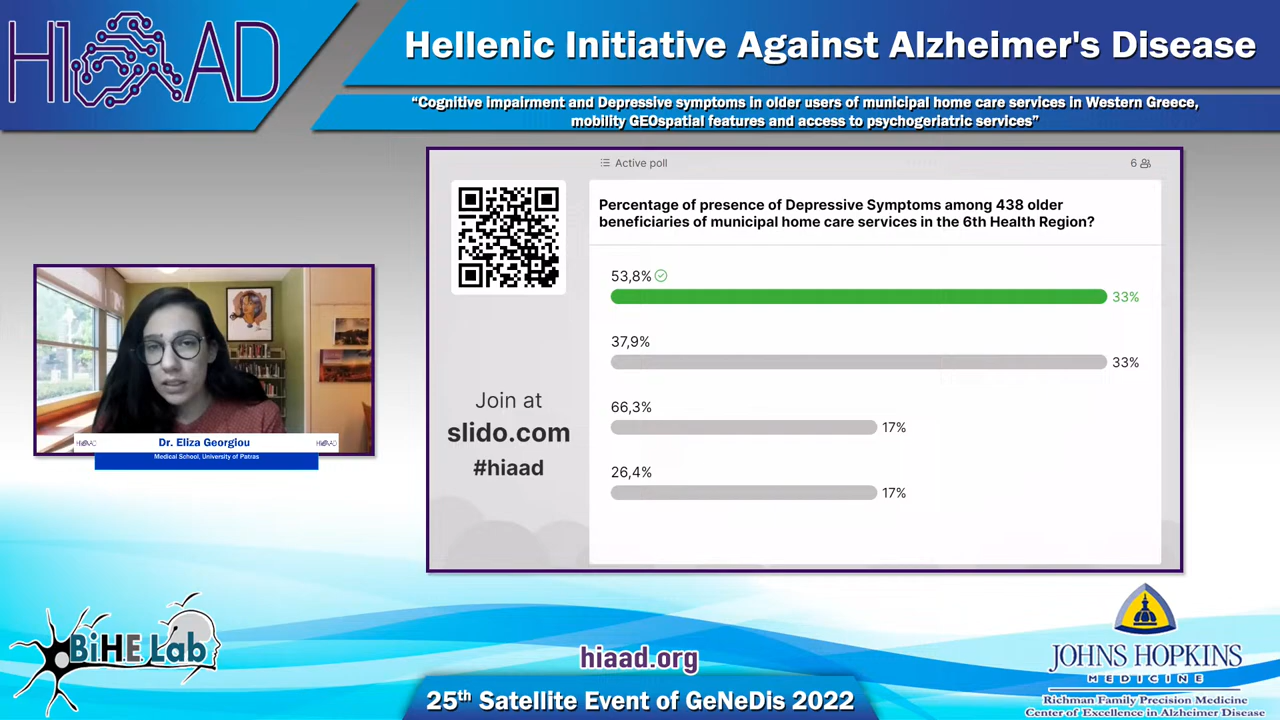 HIAAD
Hellenic Initiative Against Alzheimer's Disease
“Cognitive impairment and Depressive symptoms in older users of municipal home care services in Western Greece,
mobility GEOspatial features and access to psychogeriatric services”
Active poll
6
Percentage of presence of Depressive Symptoms among 438 older
beneficiaries of municipal home care services in the 6th Health Region?
53,8%
33%
37,9%
33%
66,3%
17%
26,4%
17%
Join at
slido.com
#hiaad
HIAAD
Dr. Eliza Georgiou
HIAAD
Medical School, University of Patras
BiHE Lab
hiaad.org
25th Satellite Event of GeNeDis 2022
JOHNS HOPKINS
MEDICINE
Richman Family Precision Medicine
Center of Excellence in Alzheimer Disease